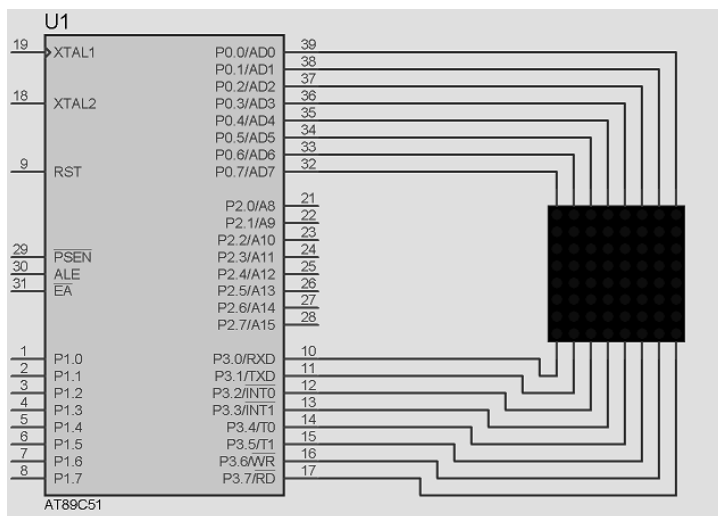 U1
19 XTAL1
18 XTAL2
9 RST
29 PSEN
30 ALE
31 EA
1 P1.0
2 P1.1
3 P1.2
4 P1.3
5 P1.4
6 P1.5
7 P1.6
8 P1.7
P0.0/AD0 39
P0.1/AD1 38
P0.2/AD2 37
P0.3/AD3 36
P0.4/AD4 35
P0.5/AD5 34
P0.6/AD6 33
P0.7/AD7 32
P2.0/A8 21
P2.1/A9 22
P2.2/A10 23
P2.3/A11 24
P2.4/A12 25
P2.5/A13 26
P2.6/A14 27
P2.7/A15 28
P3.0/RXD 10
P3.1/TXD 11
P3.2/INT0 12
P3.3/INT1 13
P3.4/T0 14
P3.5/T1 15
P3.6/WR 16
P3.7/RD 17
AT89C51